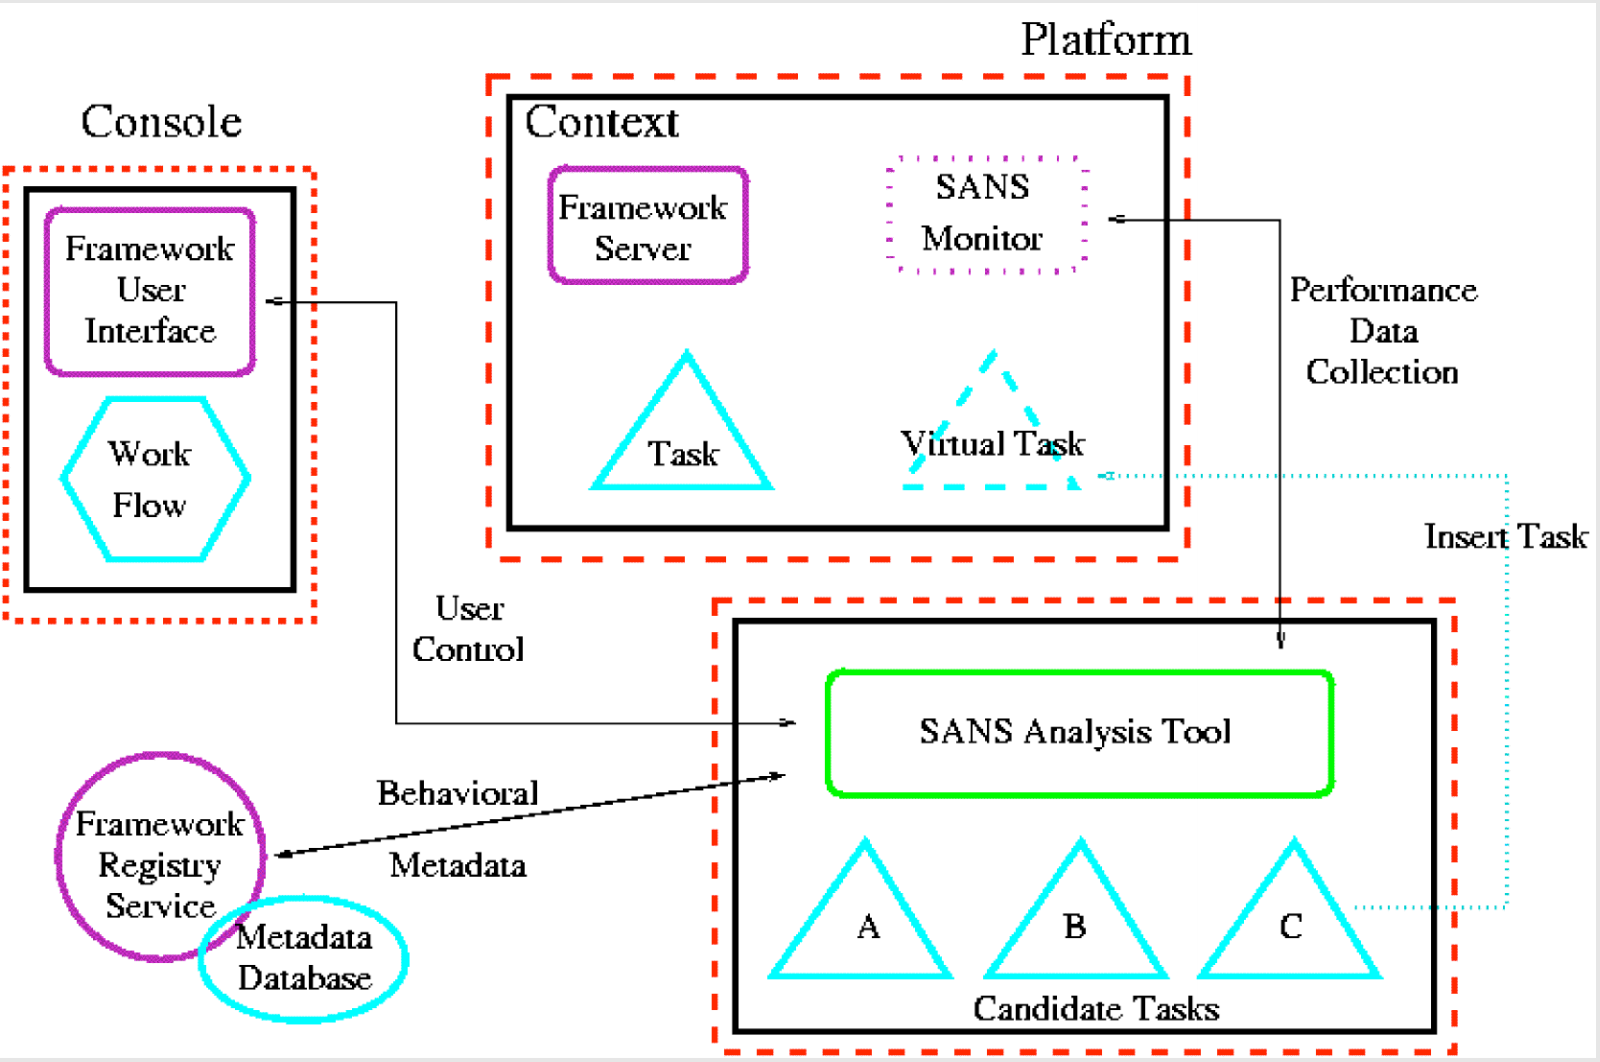 Platform
Console
Context
Framework
Server
SANS
Monitor
Framework
User
Interface
Performance
Data
Collection
Work
Flow
Task
Virtual Task
Insert Task
User
Control
SANS Analysis Tool
Behavioral
Metadata
Framework
Registry
Service
Metadata
Database
A
B
C
Candidate Tasks